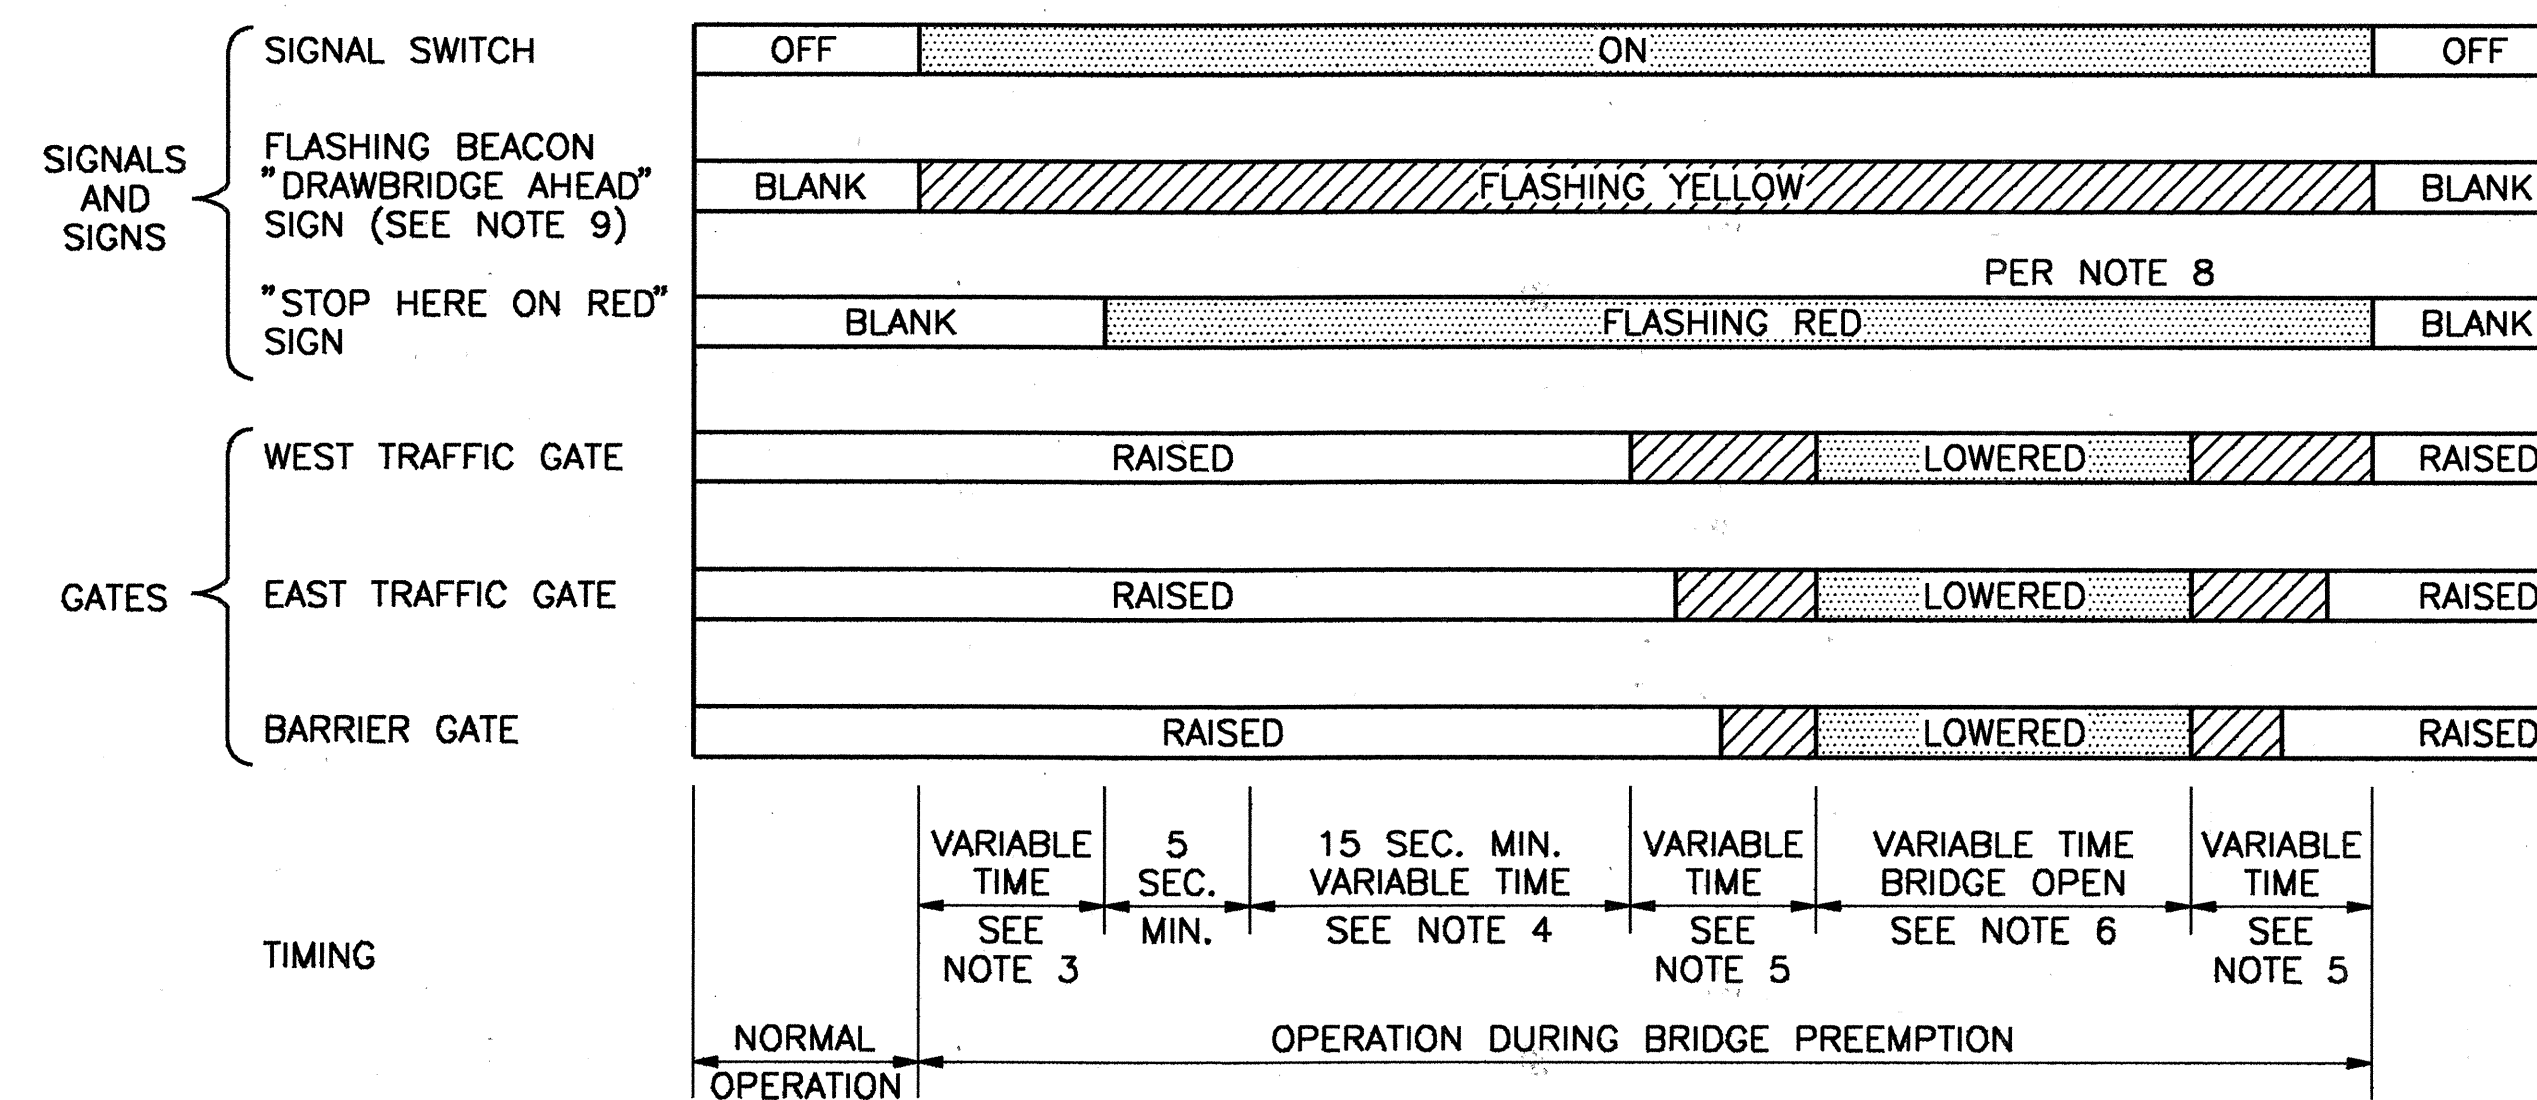 SIGNALS
AND
SIGNS
SIGNAL SWITCH
OFF
ON
OFF
FLASHING BEACON
"DRAWBRIDGE AHEAD"
SIGN (SEE NOTE 9)
BLANK
FLASHING YELLOW
BLANK
PER NOTE 8
"STOP HERE ON RED"
SIGN
BLANK
FLASHING RED
BLANK
GATES
WEST TRAFFIC GATE
RAISED
LOWERED
RAISED
EAST TRAFFIC GATE
RAISED
LOWERED
RAISED
BARRIER GATE
RAISED
LOWERED
RAISED
TIMING
VARIABLE
TIME
SEE
NOTE 3
5
SEC.
MIN.
15 SEC. MIN.
VARIABLE TIME
SEE NOTE 4
VARIABLE
TIME
SEE
NOTE 5
VARIABLE TIME
BRIDGE OPEN
SEE NOTE 6
VARIABLE
TIME
SEE
NOTE 5
NORMAL
OPERATION
OPERATION DURING BRIDGE PREEMPTION